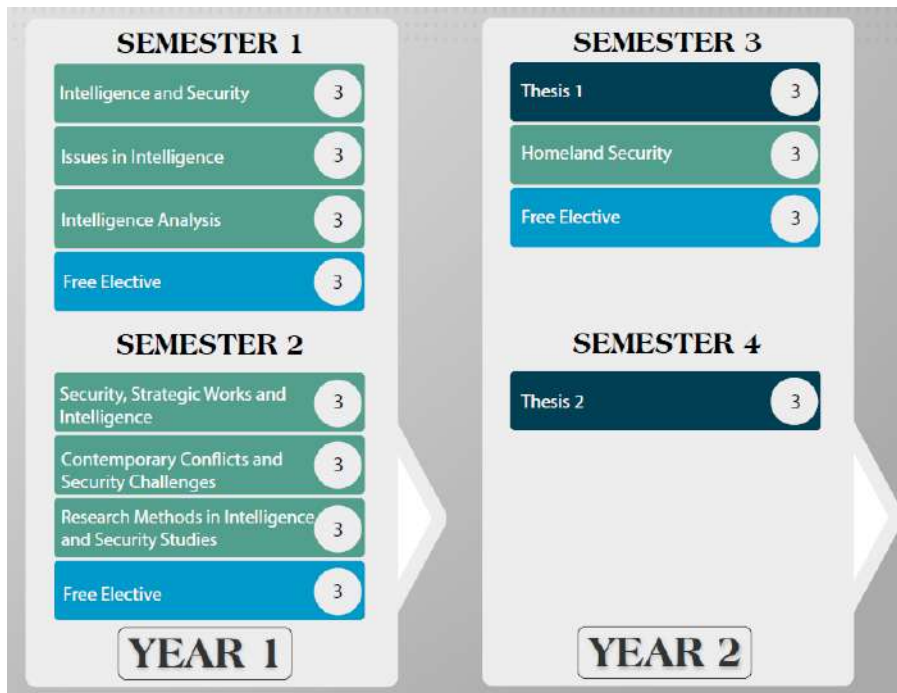 SEMESTER 1
Intelligence and Security 3
Issues in Intelligence 3
Intelligence Analysis 3
Free Elective 3
SEMESTER 2
Security, Strategic Works and
Intelligence 3
Contemporary Conflicts and
Security Challenges 3
Research Methods in Intelligence
and Security Studies 3
Free Elective 3
YEAR 1
SEMESTER 3
Thesis 1 3
Homeland Security 3
Free Elective 3
SEMESTER 4
Thesis 2 3
YEAR 2